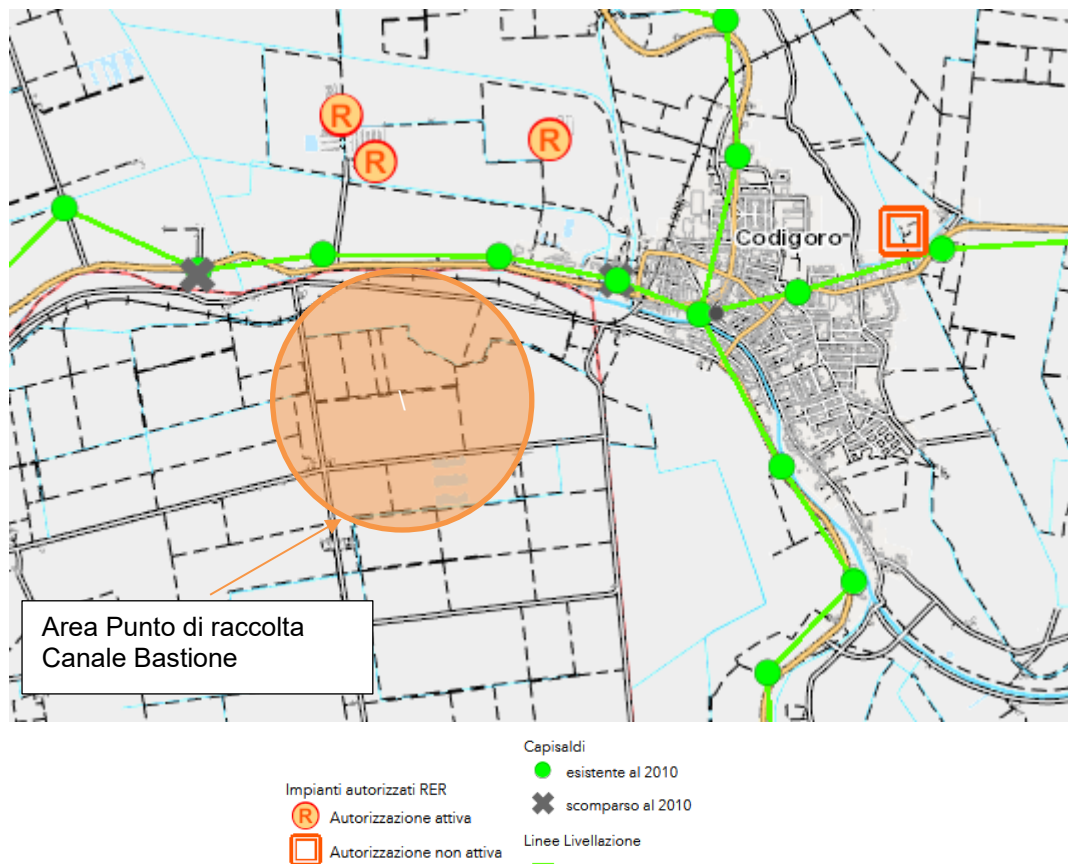 R
R
R
Codigoro
Area Punto di raccolta
Canale Bastione
Capisaldi
esistente al 2010
Impianti autorizzati RER
scomparso al 2010
R Autorizzazione attiva
Linee Livellazione
Autorizzazione non attiva